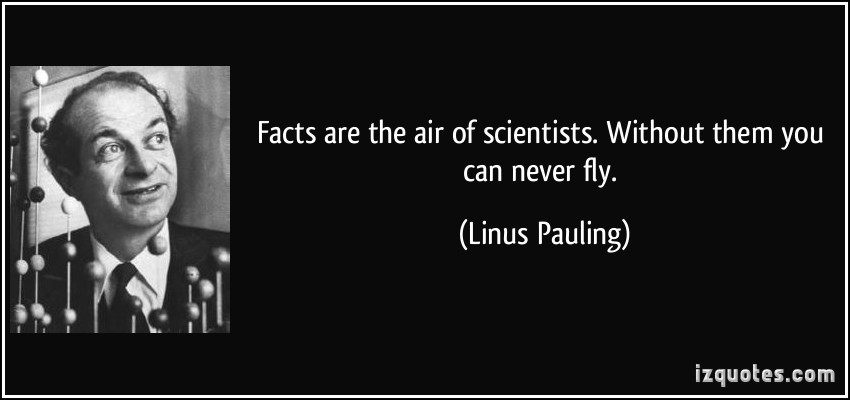 Facts are the air of scientists. Without them you
can never fly.
(Linus Pauling)
izquotes.com